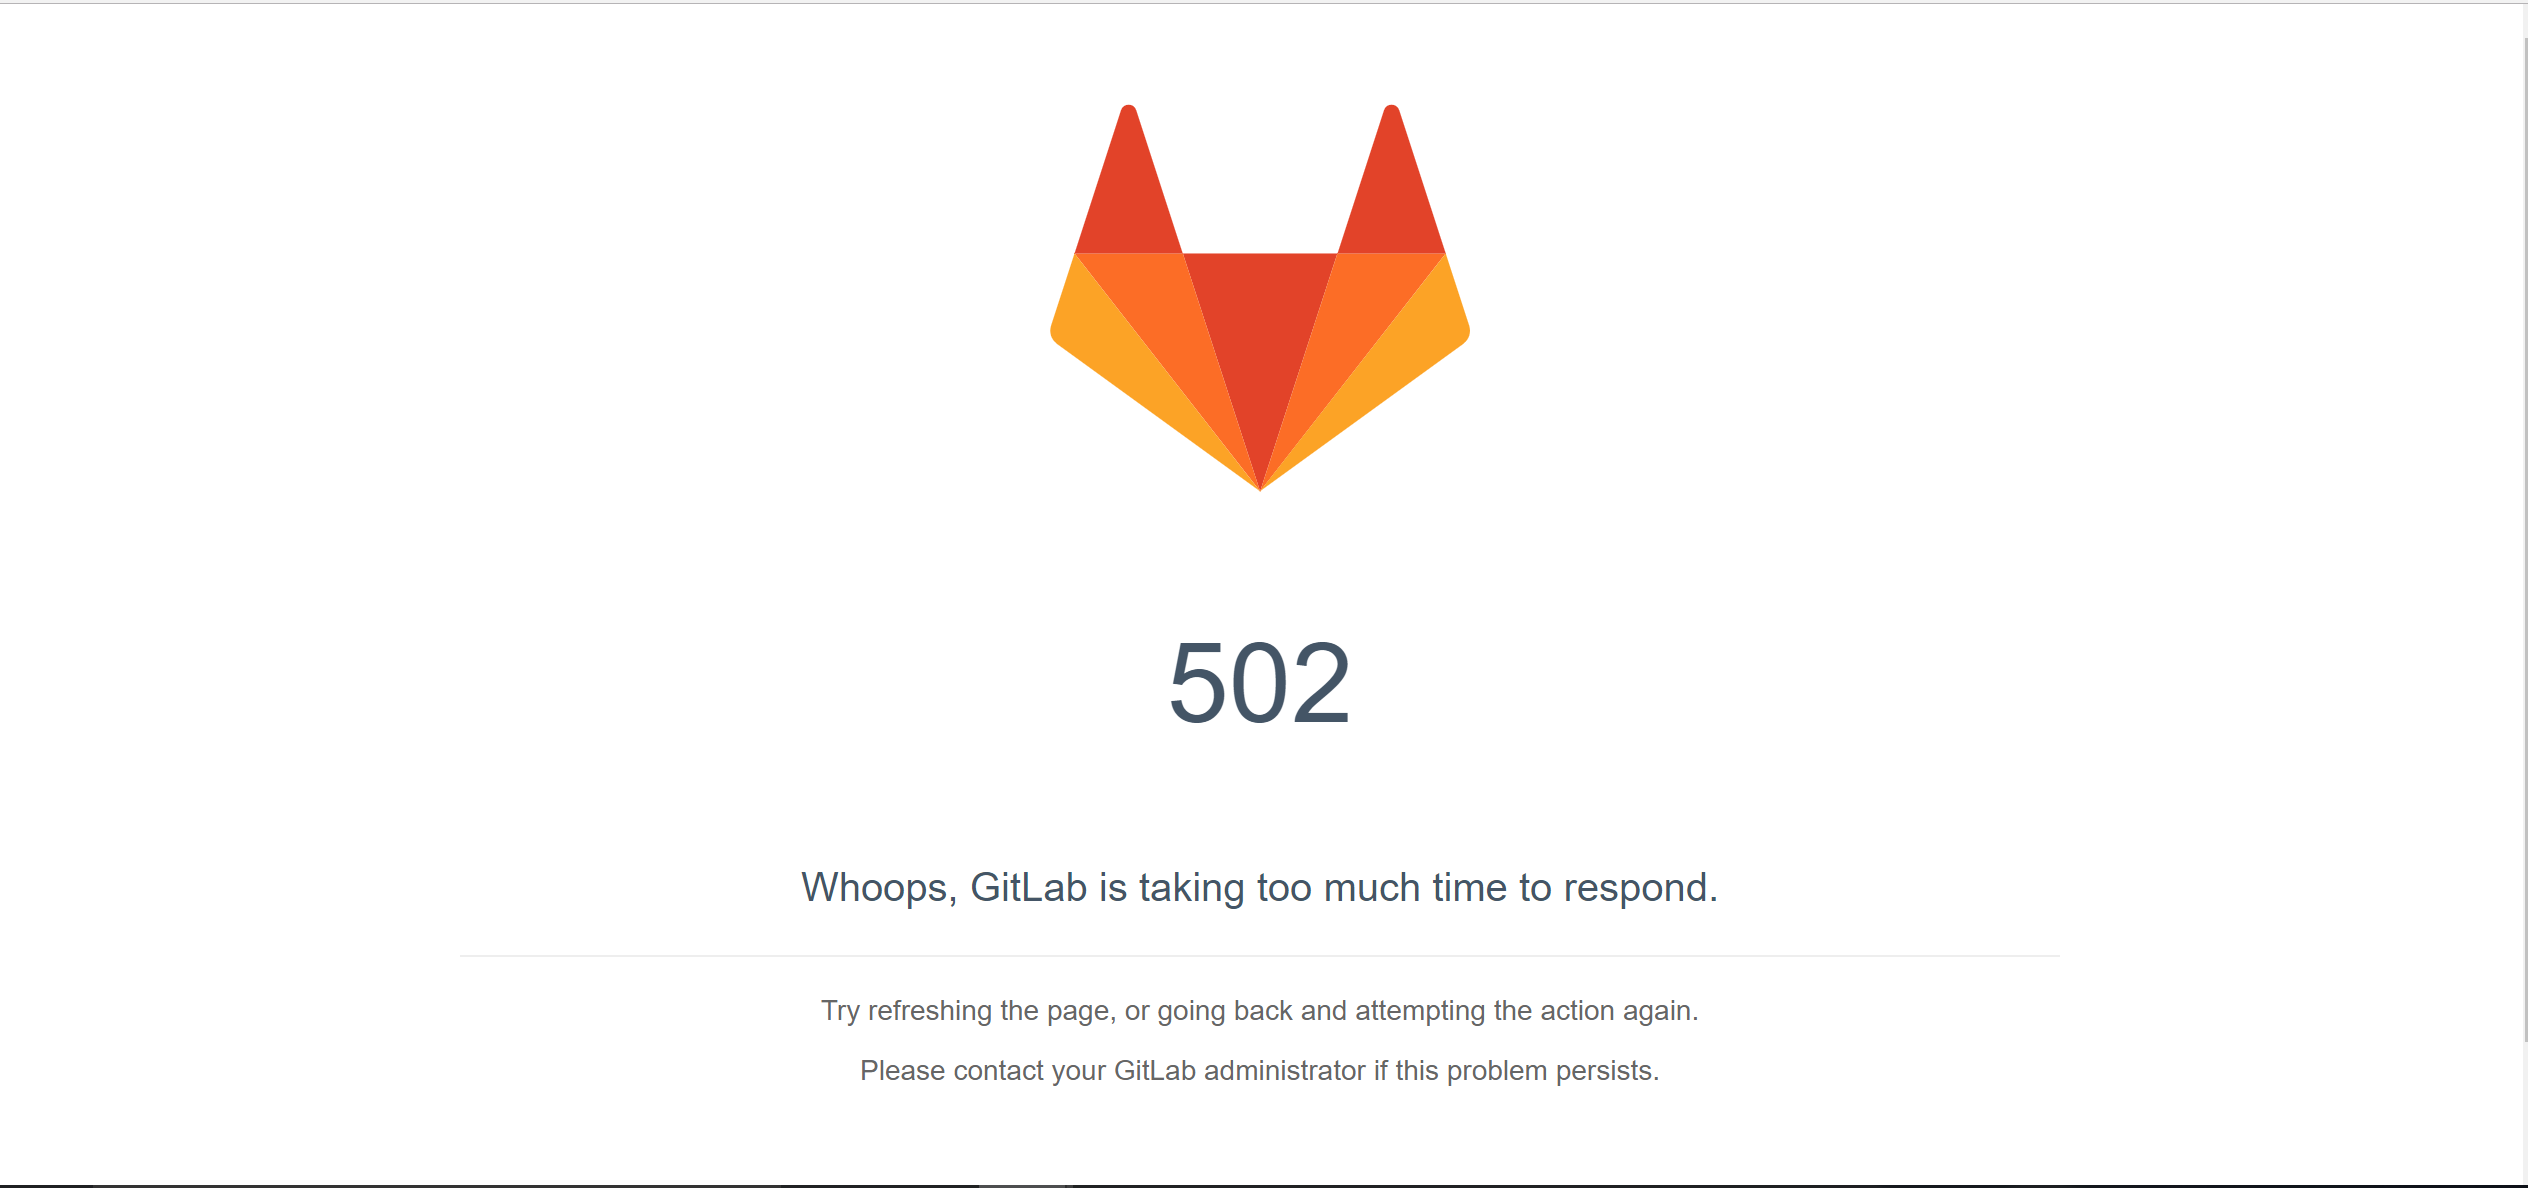 502
Whoops, GitLab is taking too much time to respond.
Try refreshing the page, or going back and attempting the action again.
Please contact your GitLab administrator if this problem persists.